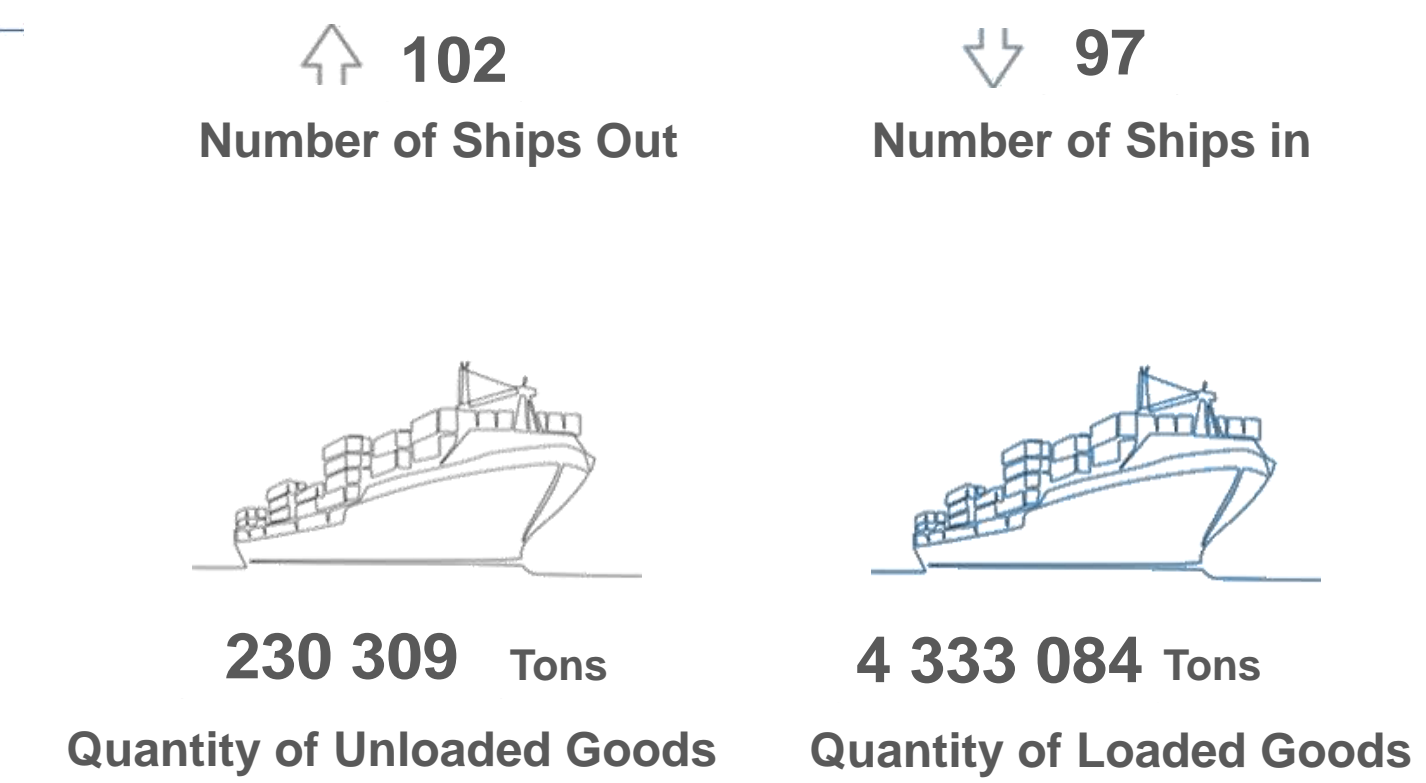 102
Number of Ships Out
97
Number of Ships in
230 309 Tons
Quantity of Unloaded Goods
4 333 084 Tons
Quantity of Loaded Goods